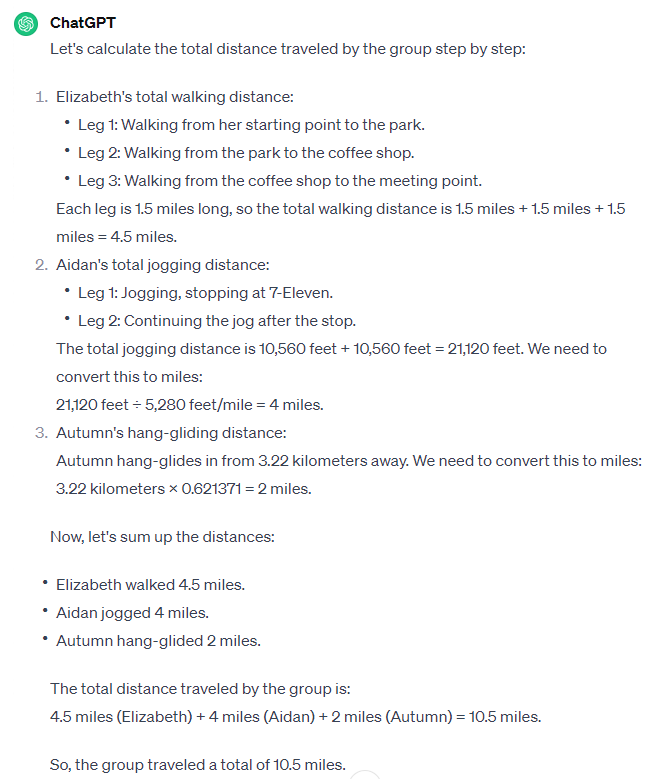 ChatGPT
Let's calculate the total distance traveled by the group step by step:
1. Elizabeth's total walking distance:
• Leg 1: Walking from her starting point to the park.
• Leg 2: Walking from the park to the coffee shop.
• Leg 3: Walking from the coffee shop to the meeting point.
Each leg is 1.5 miles long, so the total walking distance is 1.5 miles + 1.5 miles + 1.5
miles = 4.5 miles.
2. Aidan's total jogging distance:
• Leg 1: Jogging, stopping at 7-Eleven.
• Leg 2: Continuing the jog after the stop.
The total jogging distance is 10,560 feet + 10,560 feet = 21,120 feet. We need to
convert this to miles:
21,120 feet ÷ 5,280 feet/mile = 4 miles.
3. Autumn's hang-gliding distance:
Autumn hang-glides in from 3.22 kilometers away. We need to convert this to miles:
3.22 kilometers × 0.621371 = 2 miles.
Now, let's sum up the distances:
• Elizabeth walked 4.5 miles.
• Aidan jogged 4 miles.
• Autumn hang-glided 2 miles.
The total distance traveled by the group is:
4.5 miles (Elizabeth) + 4 miles (Aidan) + 2 miles (Autumn) = 10.5 miles.
So, the group traveled a total of 10.5 miles.